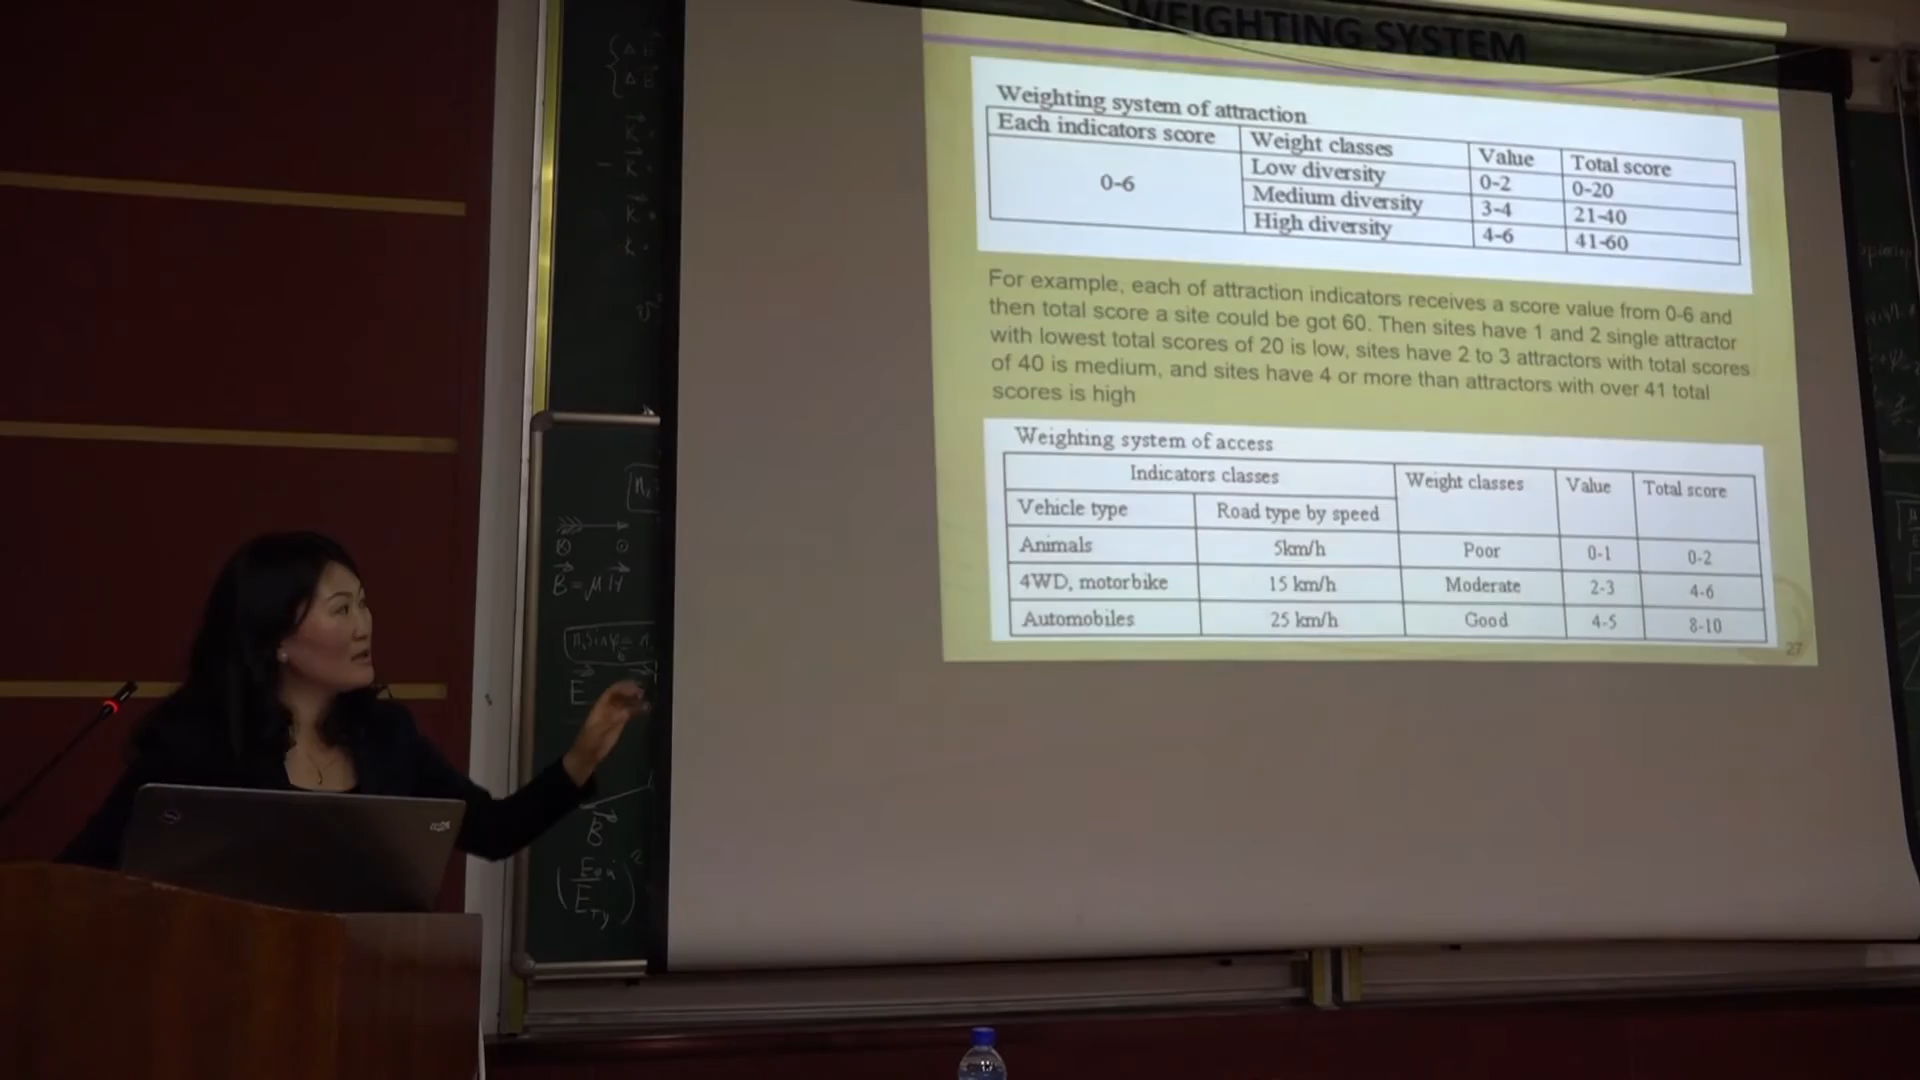 WEIGHTING SYSTEM
Weighting system of attraction
Each indicators score Weight classes Value Total score
0-6 Low diversity 0-2 0-20
Medium diversity 3-4 21-40
High diversity 4-6 41-60
For example, each of attraction indicators receives a score value from 0-6 and
then total score a site could be got 60. Then sites have 1 and 2 single attractor
with lowest total scores of 20 is low, sites have 2 to 3 attractors with total scores
of 40 is medium, and sites have 4 or more than attractors with over 41 total
scores is high
Weighting system of access
Indicators classes Weight classes Value Total score
Vehicle type Road type by speed
Animals 5km/h Poor 0-1 0-2
4WD, motorbike 15 km/h Moderate 2-3 4-6
Automobiles 25 km/h Good 4-5 8-10
27
B = μH
E
B